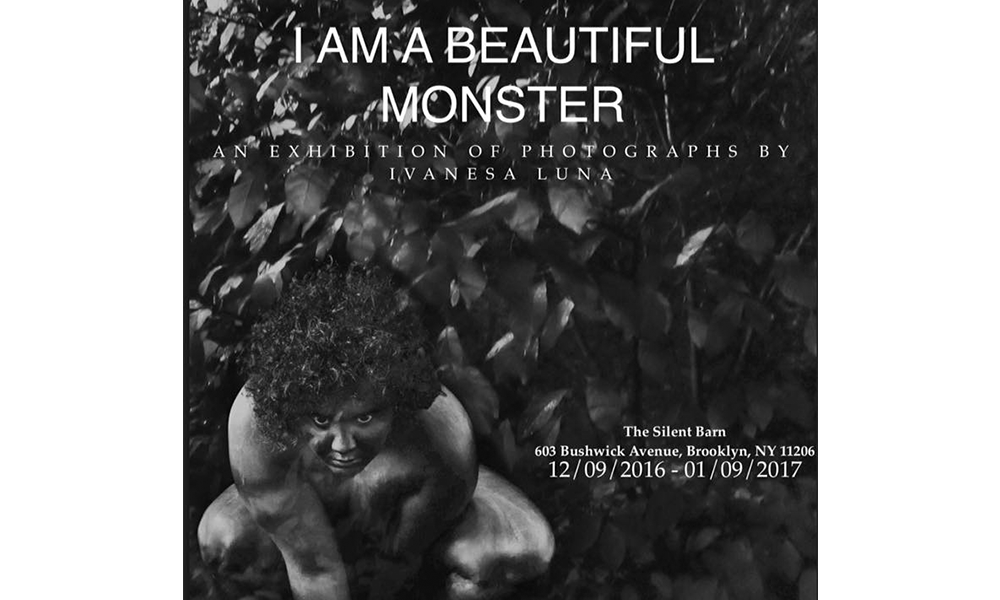 I AM A BEAUTIFUL
MONSTER
AN EXHIBITION OF PHOTOGRAPHS BY
IVANESA LUNA
The Silent Barn
603 Bushwick Avenue, Brooklyn, NY 11206
12/09/2016 - 01/09/2017